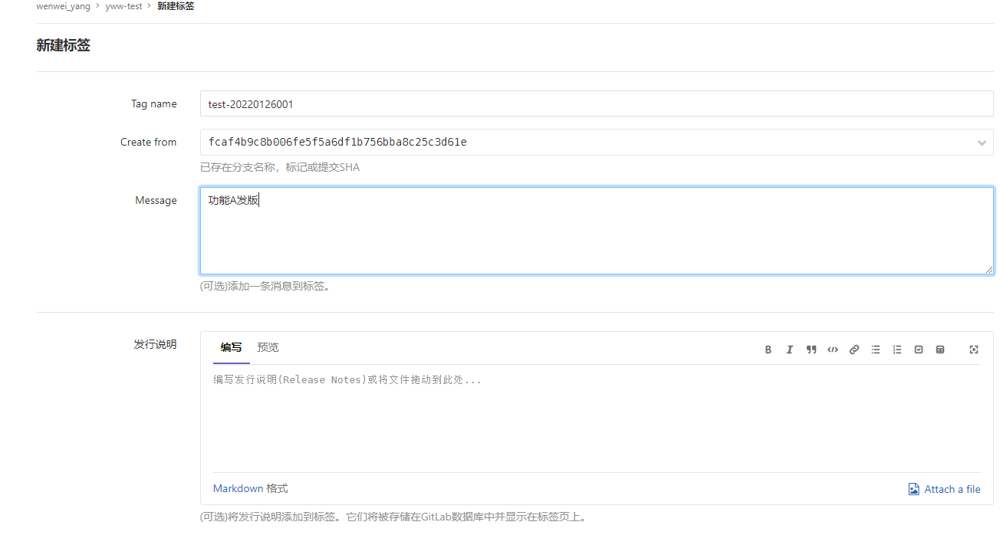 wenwei_yang > yww-test > 新建标签
新建标签
Tag name test-20220126001
Create from fcaf4b9c8b006fe5f5a6df1b756bba8c25c3d61e
已存在分支名称，标记或提交SHA
Message 功能A发版
(可选)添加一条消息到标签。
发行说明 编写 预览
编写发行说明(Release Notes)或将文件拖动到此处...
Markdown 格式 Attach a file
(可选)将发行说明添加到标签。它们将被存储在GitLab数据库中并显示在标签页上。